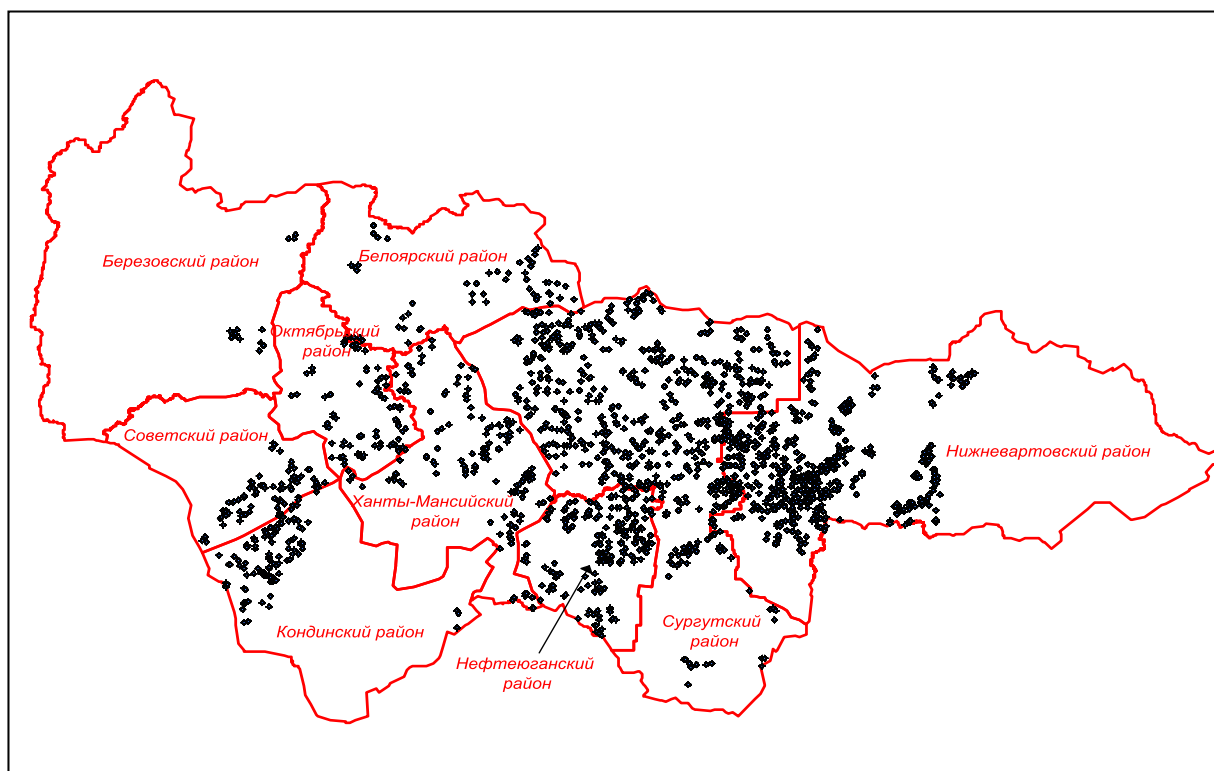 Березовский район
Белоярский район
Октябрьский
район
Советский район
Нижневартовский район
Ханты-Мансийский
район
Кондинский район
Сургутский
район
Нефтеюганский
район